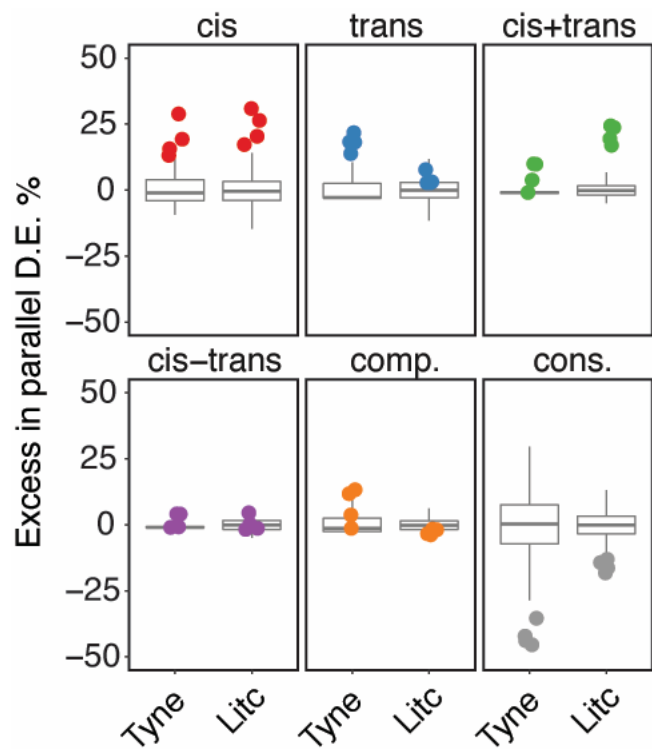 cis trans cis+trans
Excess in parallel D.E. %
50
25
0
−25
−50
cis−trans comp. cons.
50
25
0
−25
−50
Tyne Litc Tyne Litc Tyne Litc